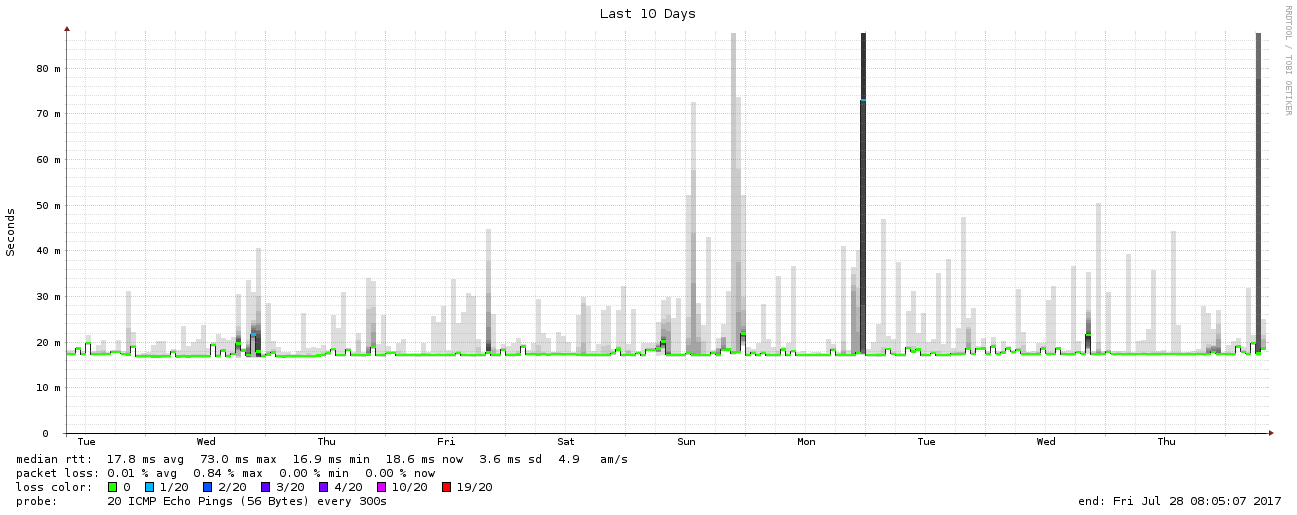 Last 10 Days
RRDTOOL / TOBI OETIKER
Seconds
80 m
70 m
60 m
50 m
40 m
30 m
20 m
10 m
0
Tue Wed Thu Fri Sat Sun Mon Tue Wed Thu
median rtt: 17.8 ms avg 73.0 ms max 16.9 ms min 18.6 ms now 3.6 ms sd 4.9 am/s
packet loss: 0.01 % avg 0.84 % max 0.00 % min 0.00 % now
loss color: 0 1/20 2/20 3/20 4/20 10/20 19/20
probe: 20 ICMP Echo Pings (56 Bytes) every 300s end: Fri Jul 28 08:05:07 2017